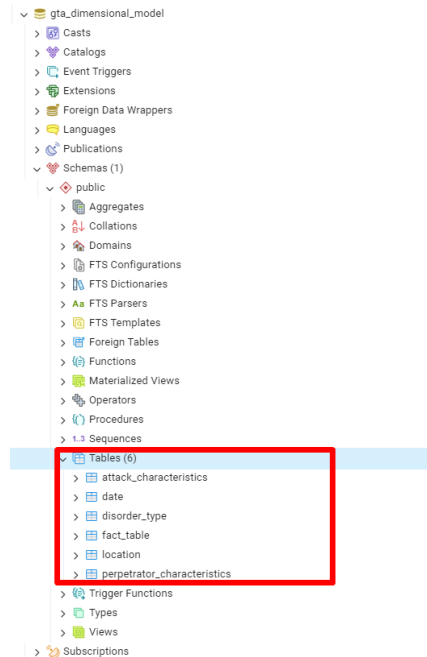 gta_dimensional_model
Casts
Catalogs
Event Triggers
Extensions
Foreign Data Wrappers
Languages
Publications
Schemas (1)
public
Aggregates
Collations
Domains
FTS Configurations
FTS Dictionaries
Aa FTS Parsers
FTS Templates
Foreign Tables
Functions
Materialized Views
Operators
Procedures
1..3 Sequences
Tables (6)
attack_characteristics
date
disorder_type
fact_table
location
perpetrator_characteristics
Trigger Functions
Types
Views
Subscriptions